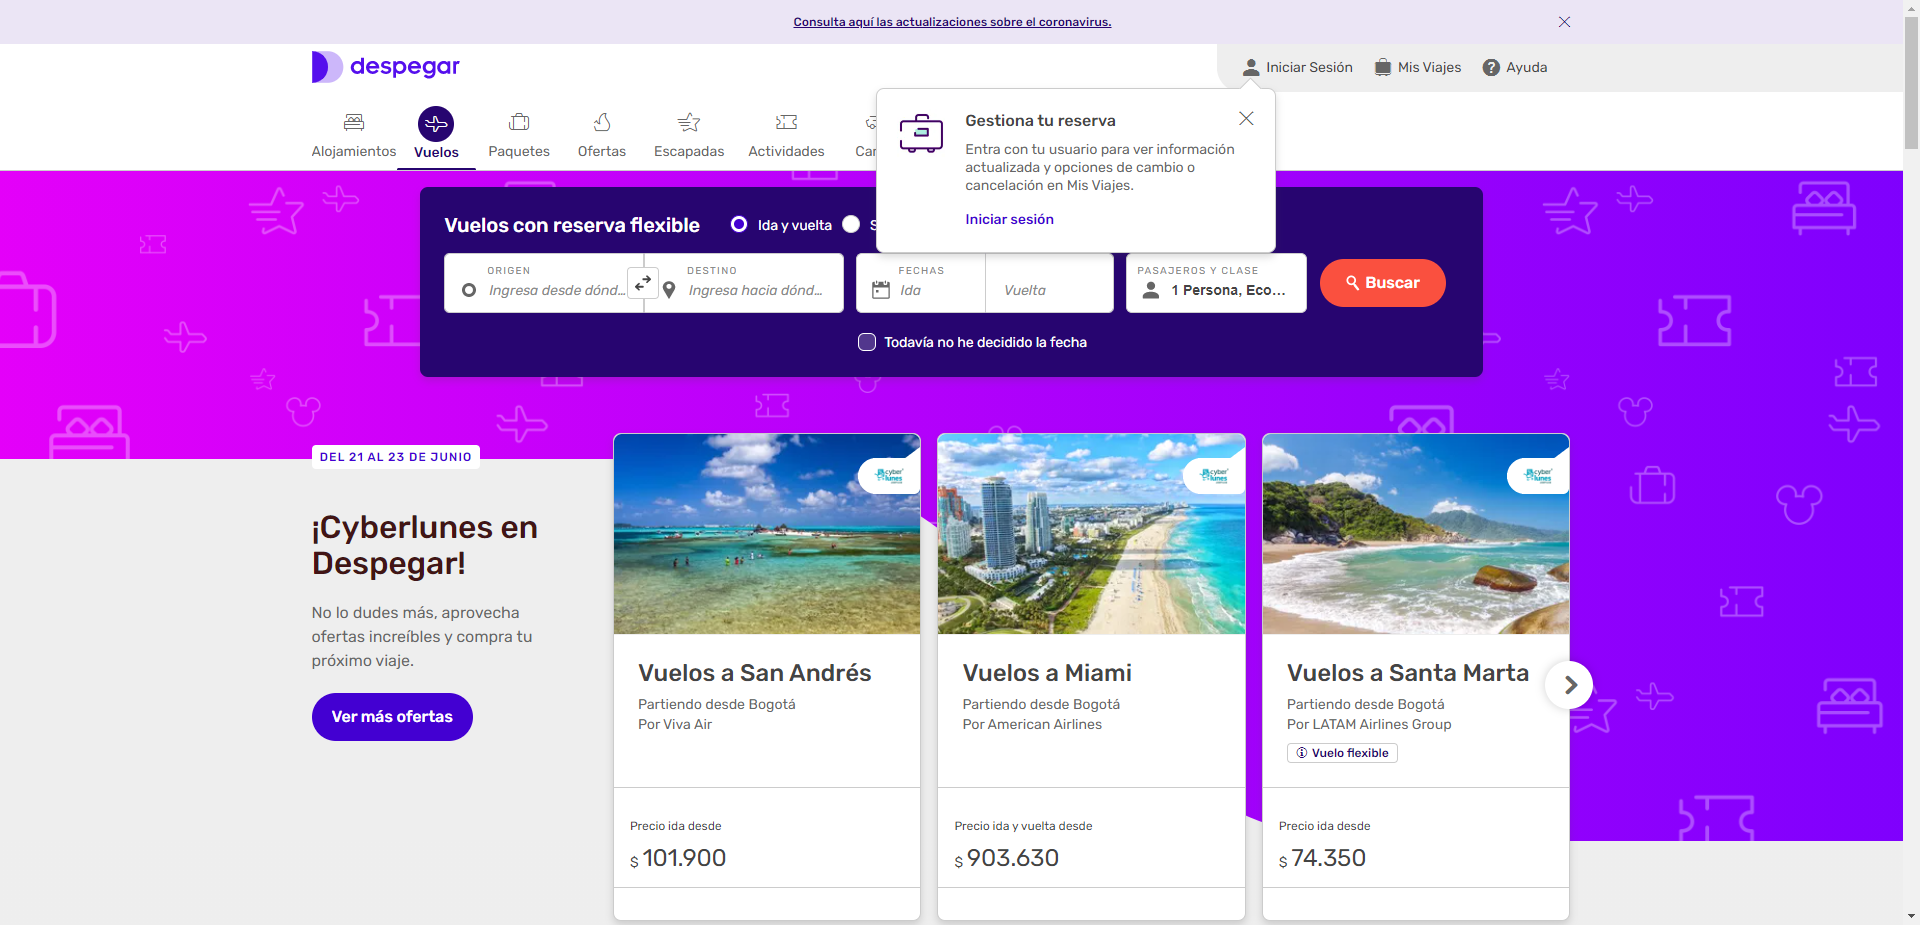 Consulta aquí las actualizaciones sobre el coronavirus.
despegar
Iniciar Sesión
Mis Viajes
Ayuda
Alojamientos
Vuelos
Paquetes
Ofertas
Escapadas
Actividades
Gestiona tu reserva
Entra con tu usuario para ver información
actualizada y opciones de cambio o
cancelación en Mis Viajes.
Iniciar sesión
Vuelos con reserva flexible
Ida y vuelta
ORIGEN
Ingresa desde dónd...
DESTINO
Ingresa hacia dónd...
FECHAS
Ida
Vuelta
PASAJEROS Y CLASE
1 Persona, Eco...
Buscar
Todavía no he decidido la fecha
DEL 21 AL 23 DE JUNIO
¡Cyberlunes en
Despegar!
No lo dudes más, aprovecha
ofertas increíbles y compra tu
próximo viaje.
Ver más ofertas
cyber
lunes
Vuelos a San Andrés
Partiendo desde Bogotá
Por Viva Air
Precio ida desde
$ 101.900
cyber
lunes
Vuelos a Miami
Partiendo desde Bogotá
Por American Airlines
Precio ida y vuelta desde
$ 903.630
cyber
lunes
Vuelos a Santa Marta
Partiendo desde Bogotá
Por LATAM Airlines Group
Vuelo flexible
Precio ida desde
$ 74.350